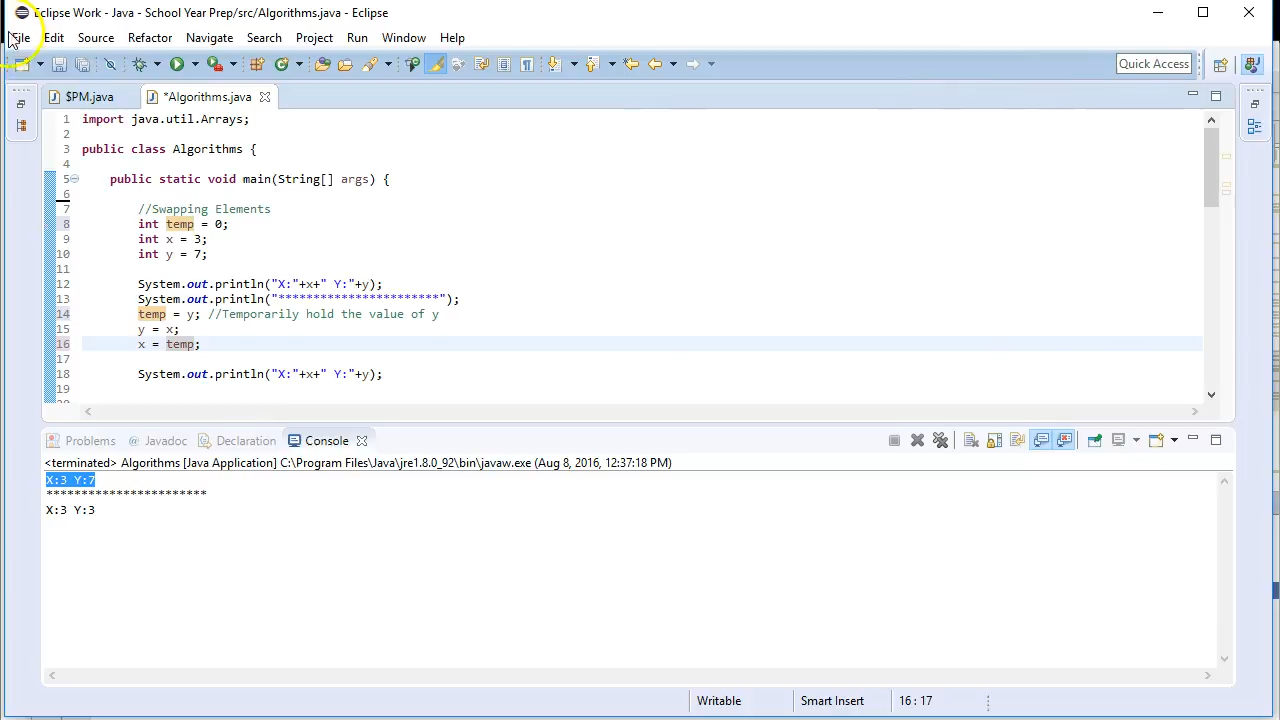 Eclipse Work - Java - School Year Prep/src/Algorithms.java - Eclipse
File Edit Source Refactor Navigate Search Project Run Window Help
Quick Access
$PM.java *Algorithms.java
1 import java.util.Arrays;
2
3 public class Algorithms {
4
5 public static void main(String[] args) {
6
7 //Swapping Elements
8 int temp = 0;
9 int x = 3;
10 int y = 7;
11
12 System.out.println("X:"+x+" Y:"+y);
13 System.out.println("***********************");
14 temp = y; //Temporarily hold the value of y
15 y = x;
16 x = temp;
17
18 System.out.println("X:"+x+" Y:"+y);
19
20
Problems @ Javadoc Declaration Console
<terminated> Algorithms [Java Application] C:\Program Files\Java\jre1.8.0_92\bin\javaw.exe (Aug 8, 2016, 12:37:18 PM)
X:3 Y:7
***********************
X:3 Y:3
Writable Smart Insert 16 : 17